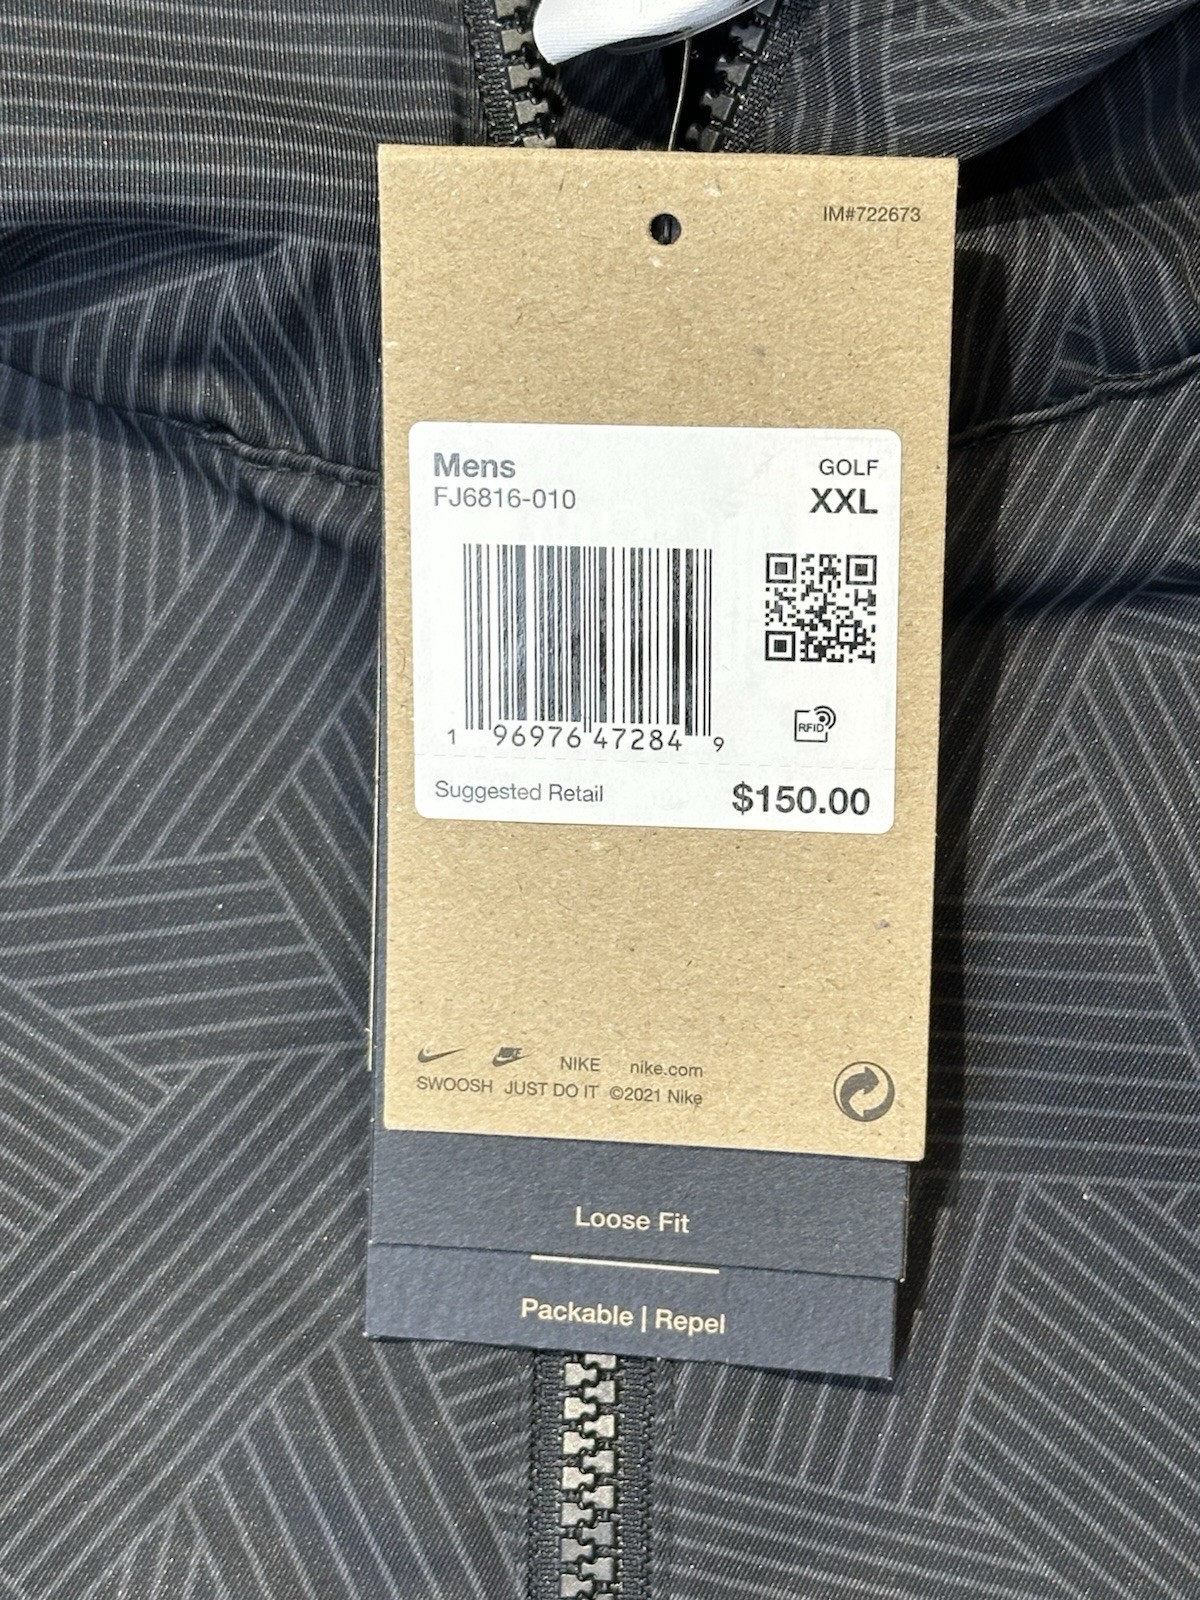 IM#722673
Mens GOLF
FJ6816-010 XXL
RFID
1 96976 47284 9
Suggested Retail $150.00
NIKE nike.com
SWOOSH JUST DO IT ©2021 Nike
Loose Fit
Packable | Repel